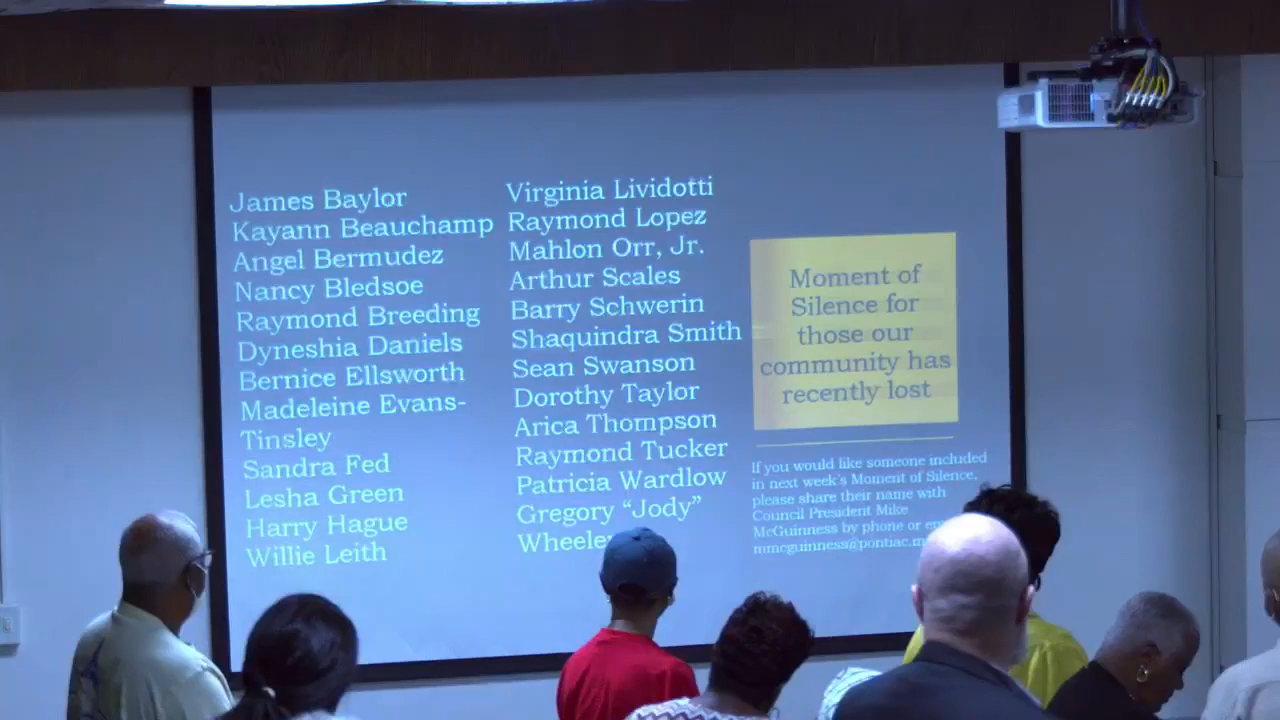 James Baylor
Kayann Beauchamp
Angel Bermudez
Nancy Bledsoe
Raymond Breeding
Dyneshia Daniels
Bernice Ellsworth
Madeleine Evans-
Tinsley
Sandra Fed
Lesha Green
Harry Hague
Willie Leith
Virginia Lividotti
Raymond Lopez
Mahlon Orr, Jr.
Arthur Scales
Barry Schwerin
Shaquindra Smith
Sean Swanson
Dorothy Taylor
Arica Thompson
Raymond Tucker
Patricia Wardlow
Gregory “Jody”
Moment of
Silence for
those our
community has
recently lost
If you would like someone included
in next week's Moment of Silence,
please share their name with
Council President Mike
McGuinness by phone or